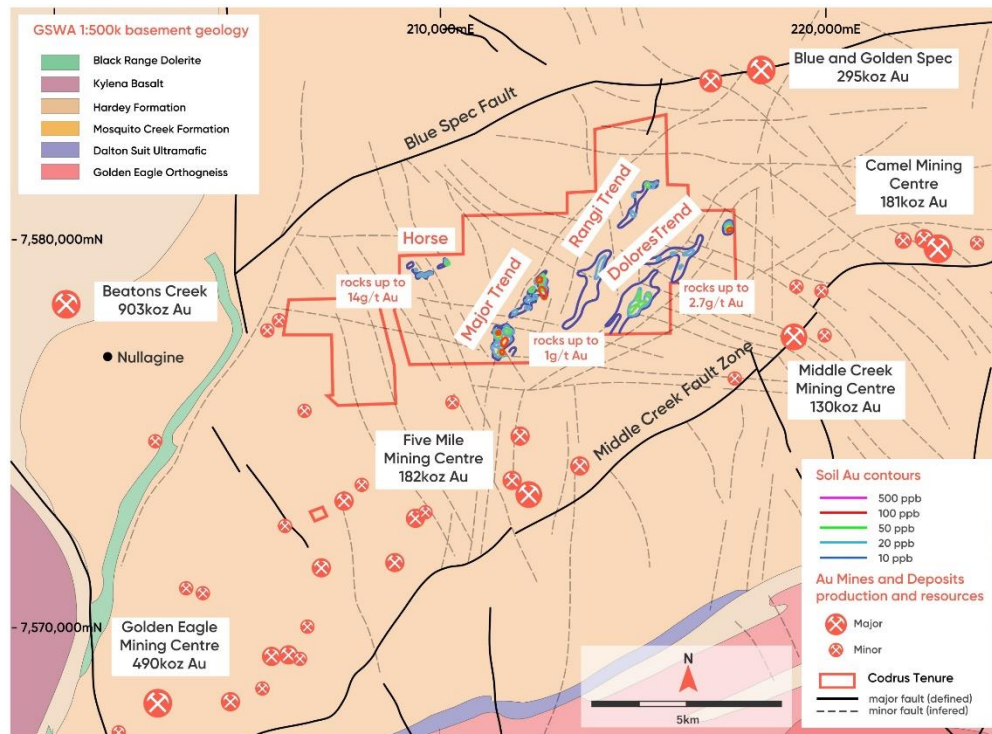 210,000mE
220,000mE
GSWA 1:500k basement geology
Black Range Dolerite
Kylena Basalt
Hardey Formation
Mosquito Creek Formation
Dalton Suit Ultramafic
Golden Eagle Orthogneiss
Blue Spec Fault
Blue and Golden Spec
295koz Au
Camel Mining
Centre
181koz Au
7,580,000mN
Horse
Rangi Trend
DoloresTrend
Major Trend
rocks up to
14g/t Au
rocks up to
2.7g/t Au
rocks up to
1g/t Au
Beatons Creek
903koz Au
Nullagine
Middle Creek
Mining Centre
130koz Au
Middle Creek Fault Zone
Five Mile
Mining Centre
182koz Au
Soil Au contours
500 ppb
100 ppb
50 ppb
20 ppb
10 ppb
Au Mines and Deposits
production and resources
Major
Minor
Codrus Tenure
major fault (defined)
minor fault (infered)
7,570,000mN
Golden Eagle
Mining Centre
490koz Au
N
5km